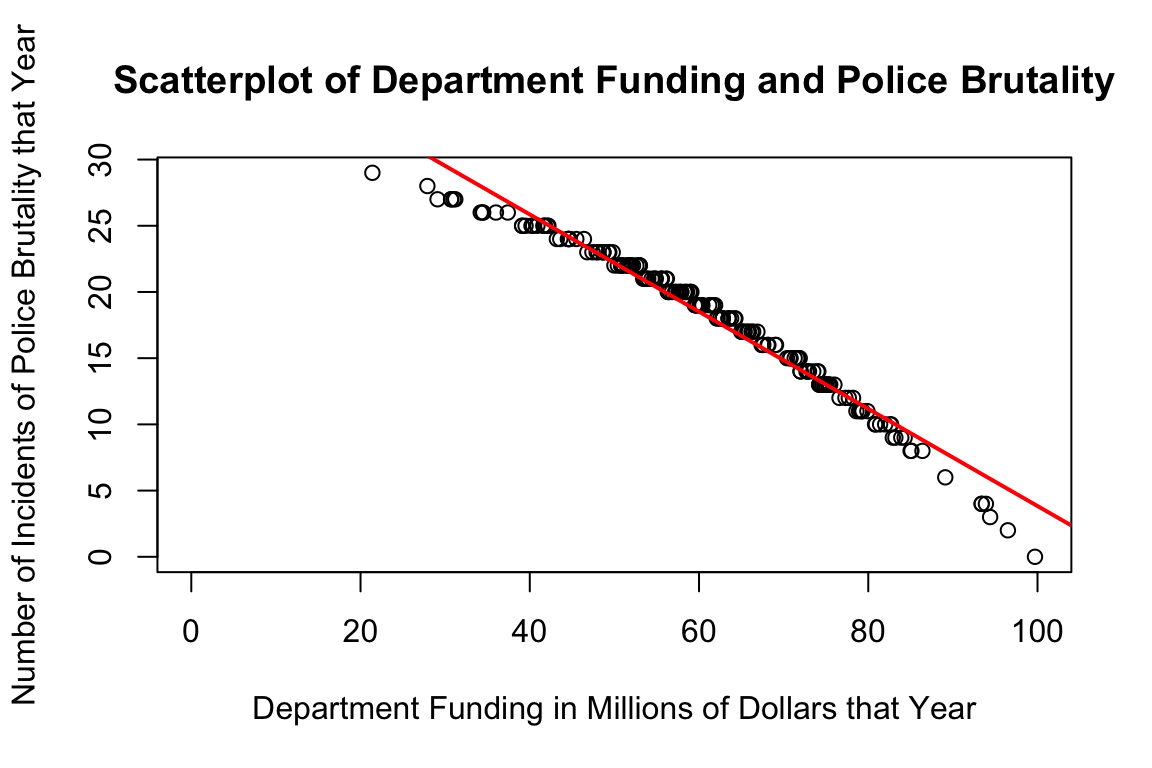 Scatterplot of Department Funding and Police Brutality
Number of Incidents of Police Brutality that Year
30
25
20
15
10
5
0
0 20 40 60 80 100
Department Funding in Millions of Dollars that Year